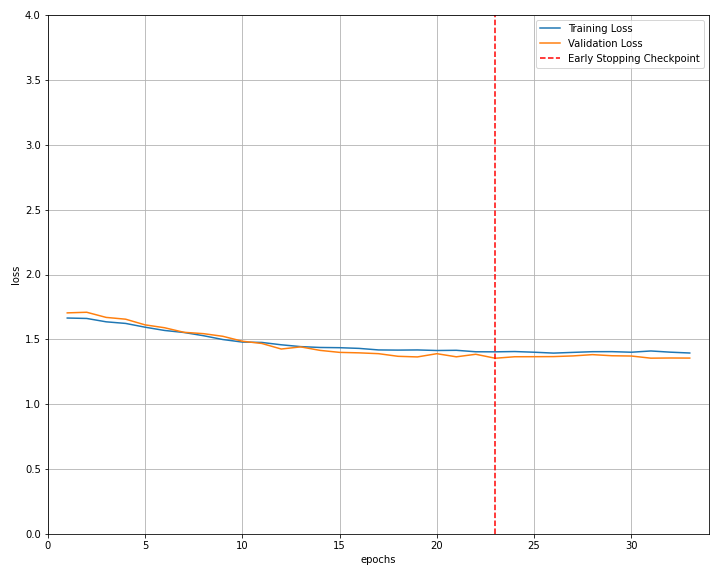 4.0
3.5
3.0
2.5
2.0
1.5
1.0
0.5
0.0
loss
Training Loss
Validation Loss
Early Stopping Checkpoint
0 5 10 15 20 25 30
epochs